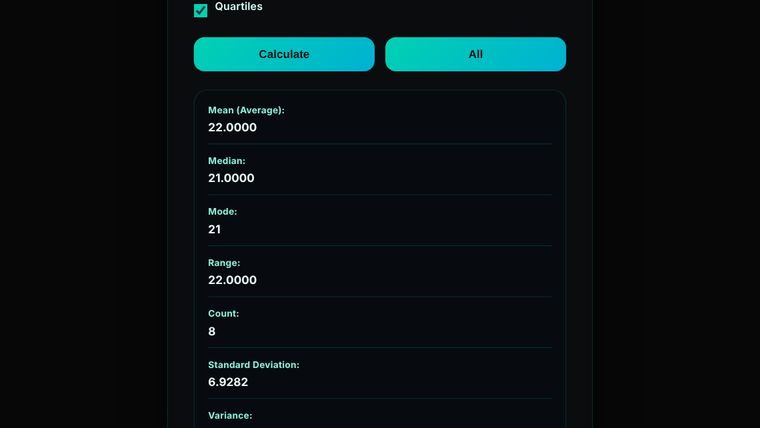 Quartiles
Calculate
All
Mean (Average):
22.0000
Median:
21.0000
Mode:
21
Range:
22.0000
Count:
8
Standard Deviation:
6.9282
Variance: